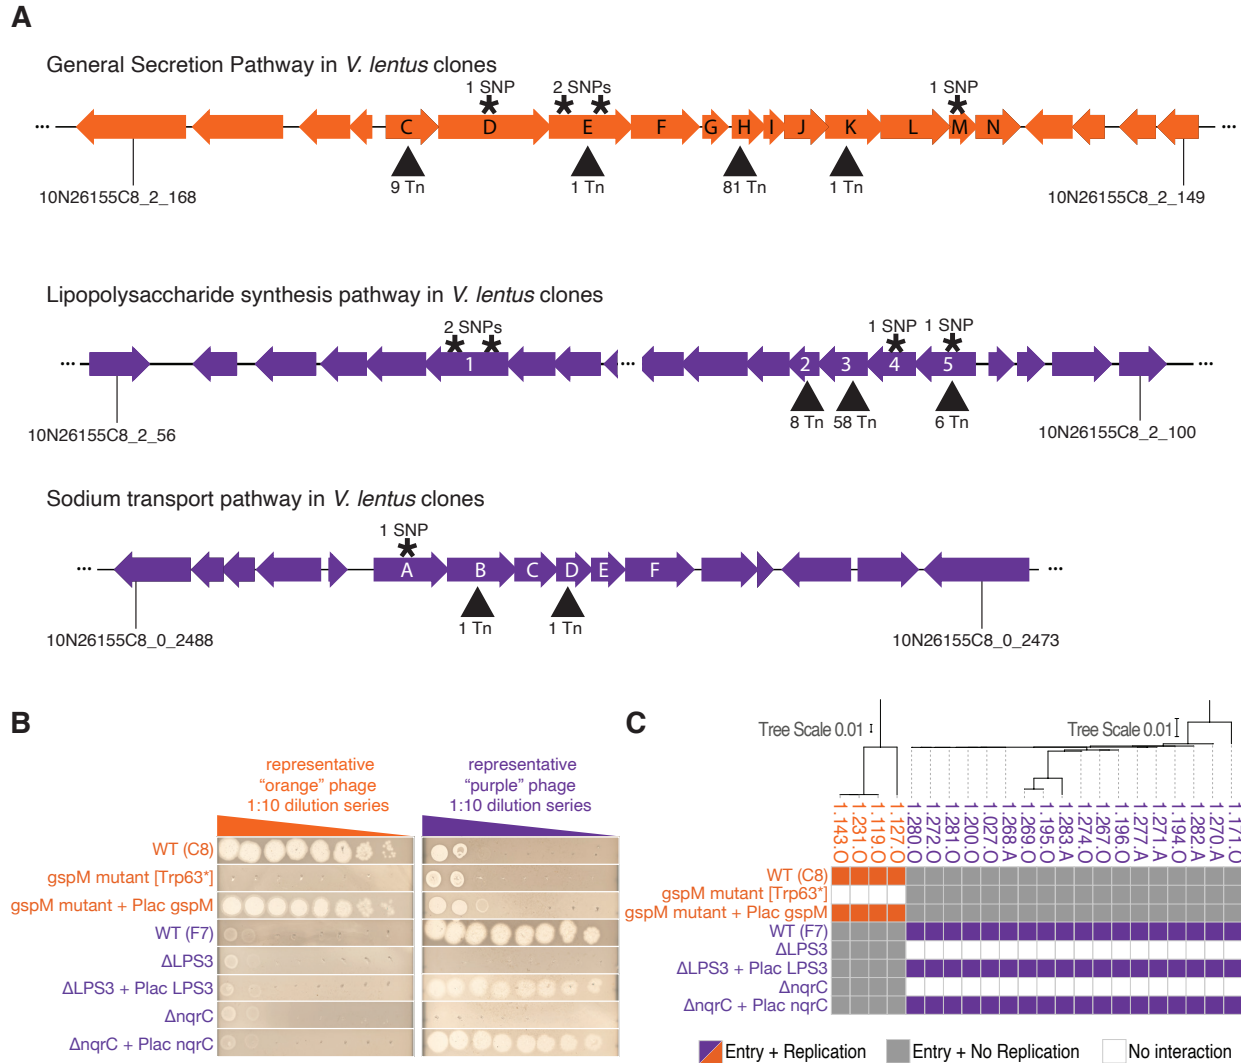 A
General Secretion Pathway in V. lentus clones
1 SNP
2 SNPs
1 SNP
...
C
D
E
F
G
H
I
J
K
L
M
N
...
9 Tn
1 Tn
81 Tn
1 Tn
10N26155C8_2_168
10N26155C8_2_149
Lipopolysaccharide synthesis pathway in V. lentus clones
2 SNPs
1 SNP
1 SNP
...
1
...
2
3
4
5
...
8 Tn
58 Tn
6 Tn
10N26155C8_2_56
10N26155C8_2_100
Sodium transport pathway in V. lentus clones
1 SNP
...
A
B
C
D
E
F
...
1 Tn
1 Tn
10N26155C8_0_2488
10N26155C8_0_2473
B
representative
"orange" phage
1:10 dilution series
representative
"purple" phage
1:10 dilution series
WT (C8)
gspM mutant [Trp63*]
gspM mutant + Plac gspM
WT (F7)
ΔLPS3
ΔLPS3 + Plac LPS3
ΔnqrC
ΔnqrC + Plac nqrC
C
Tree Scale 0.01
Tree Scale 0.01
1.143.O
1.231.O
1.119.O
1.127.O
1.280.O
1.272.O
1.281.O
1.200.O
1.027.O
1.268.A
1.269.O
1.195.O
1.283.A
1.274.O
1.267.O
1.196.O
1.277.A
1.271.A
1.194.O
1.282.A
1.270.A
1.171.O
WT (C8)
gspM mutant [Trp63*]
gspM mutant + Plac gspM
WT (F7)
ΔLPS3
ΔLPS3 + Plac LPS3
ΔnqrC
ΔnqrC + Plac nqrC
Entry + Replication
Entry + No Replication
No interaction